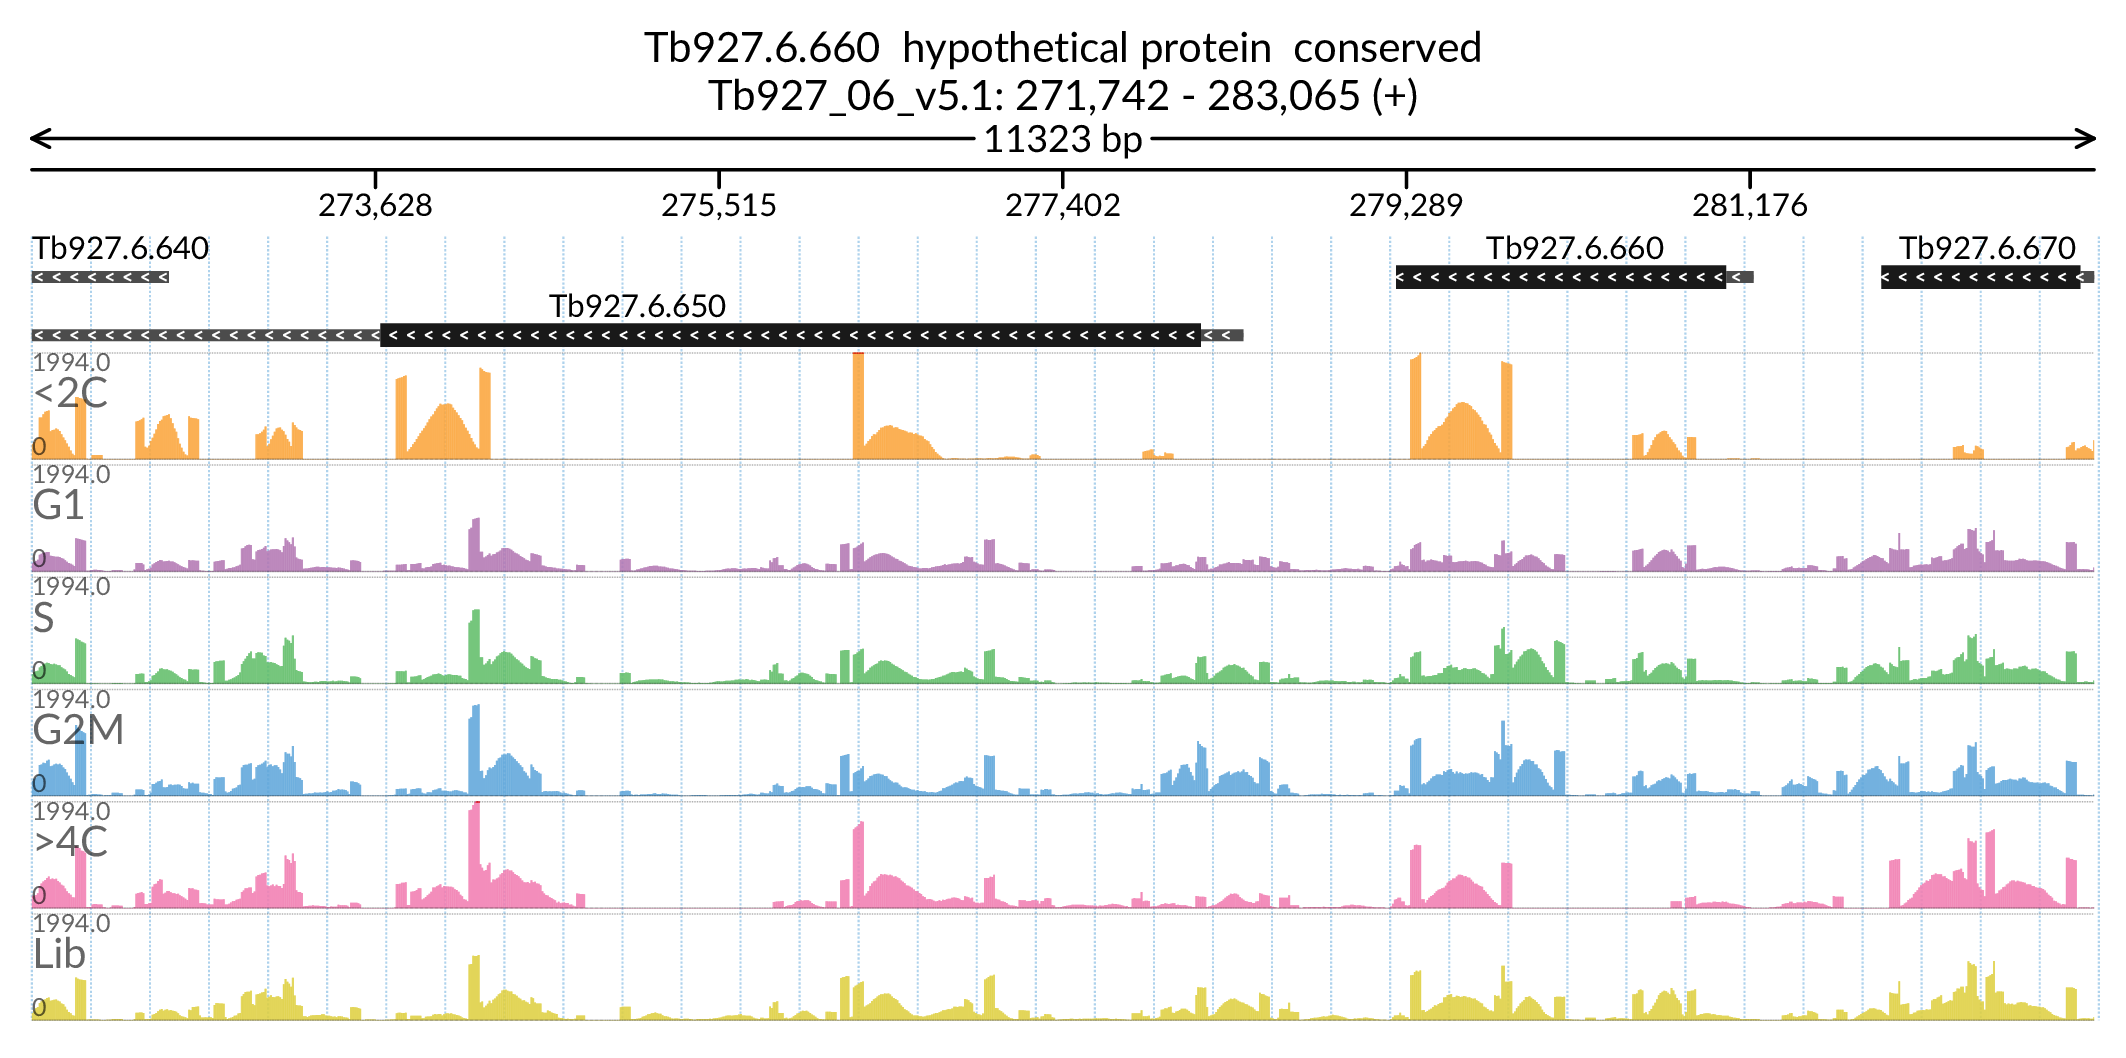 Tb927.6.660  hypothetical protein  conserved
Tb927_06_v5.1: 271,742 - 283,065 (+)
11323 bp
273,628 275,515 277,402 279,289 281,176
Tb927.6.640 Tb927.6.660 Tb927.6.670
Tb927.6.650
1994.0
<2C
0
1994.0
G1
0
1994.0
S
0
1994.0
G2M
0
1994.0
>4C
0
1994.0
Lib
0